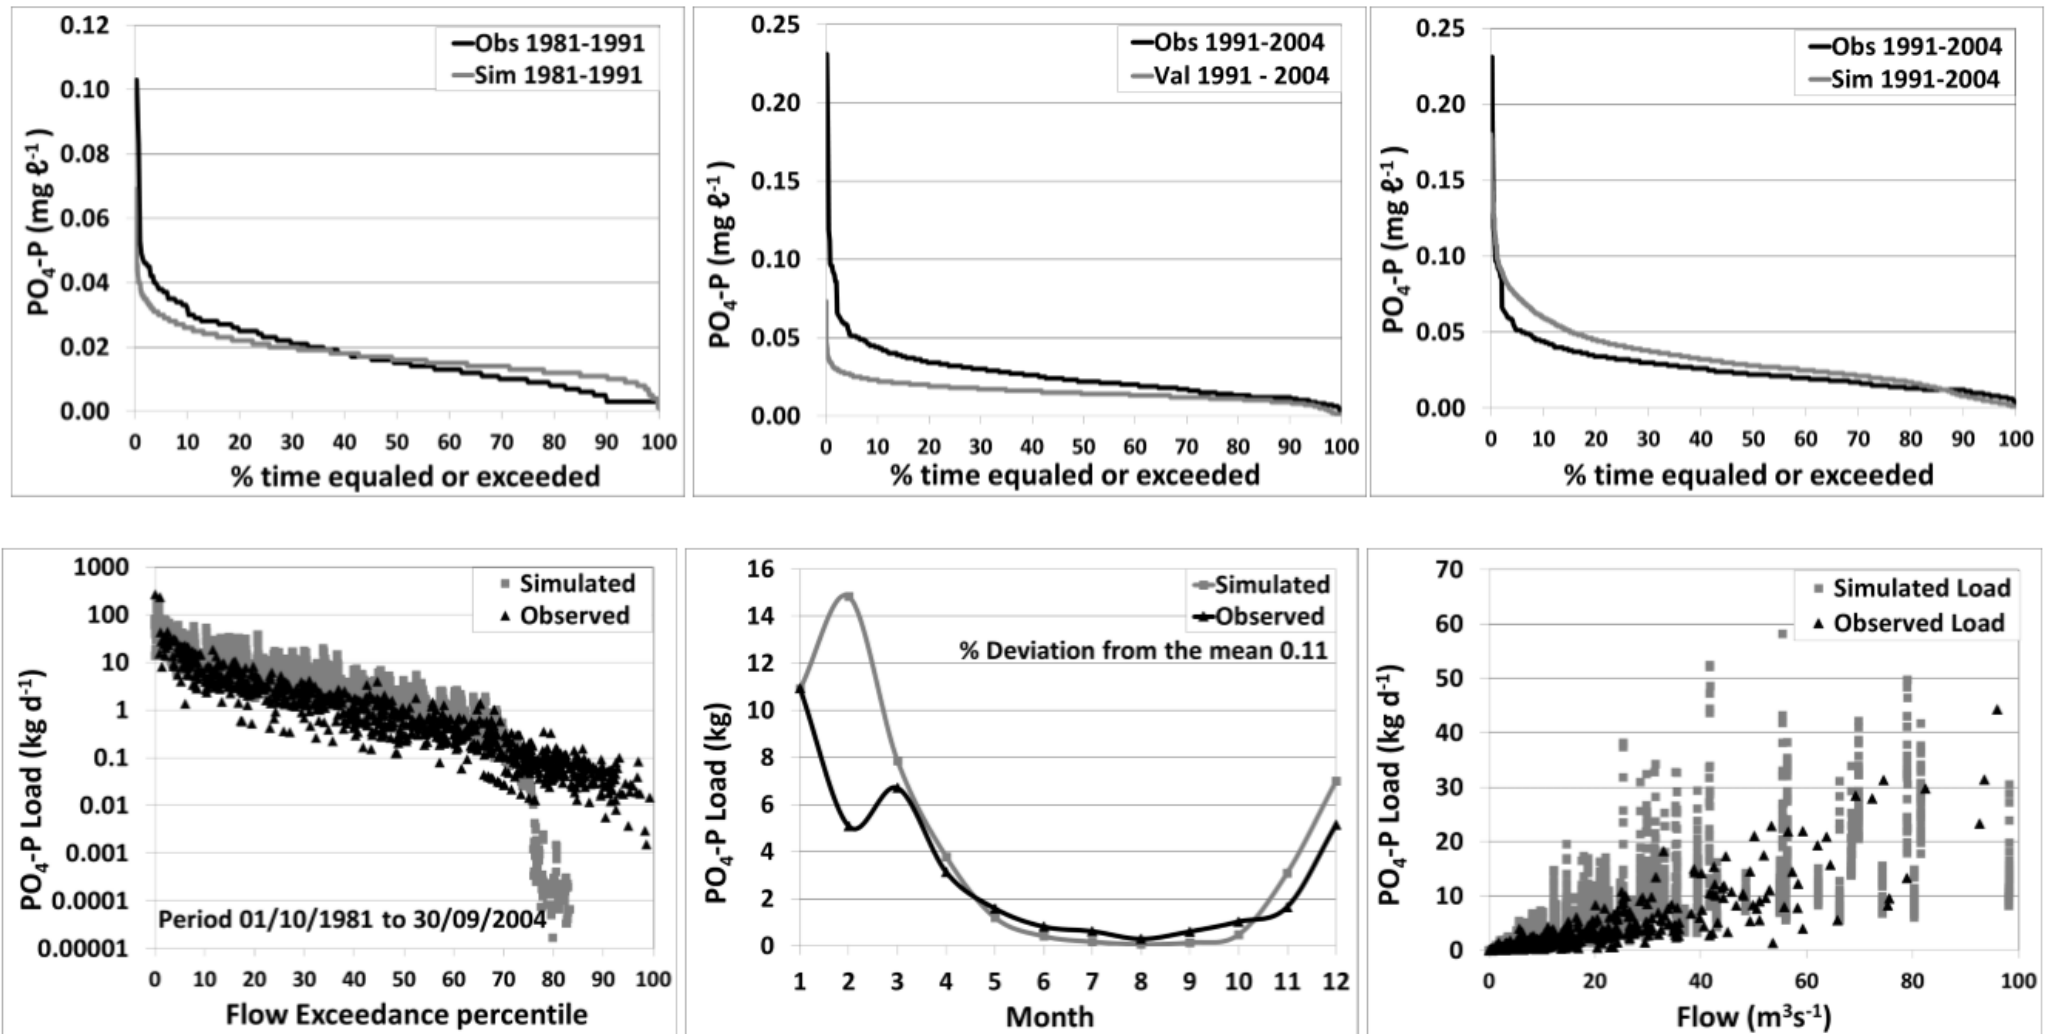 0.12
0.10
0.08
0.06
0.04
0.02
0.00
PO4-P (mg ℓ-1 )
Obs 1981-1991
Sim 1981-1991
0 10 20 30 40 50 60 70 80 90 100
% time equaled or exceeded
0.25
0.20
0.15
0.10
0.05
0.00
PO4-P (mg ℓ-1 )
Obs 1991-2004
Val 1991 - 2004
0 10 20 30 40 50 60 70 80 90 100
% time equaled or exceeded
0.25
0.20
0.15
0.10
0.05
0.00
PO4-P (mg ℓ-1 )
Obs 1991-2004
Sim 1991-2004
0 10 20 30 40 50 60 70 80 90 100
% time equaled or exceeded
1000
100
10
1
0.1
0.01
0.001
0.0001
0.00001
PO4-P Load (kg d-1)
Simulated
Observed
Period 01/10/1981 to 30/09/2004
0 10 20 30 40 50 60 70 80 90 100
Flow Exceedance percentile
16
14
12
10
8
6
4
2
0
PO4-P Load (kg)
Simulated
Observed
% Deviation from the mean 0.11
1 2 3 4 5 6 7 8 9 10 11 12
Month
70
60
50
40
30
20
10
0
PO4-P Load (kg d-1)
Simulated Load
Observed Load
0 20 40 60 80 100
Flow (m3s-1)